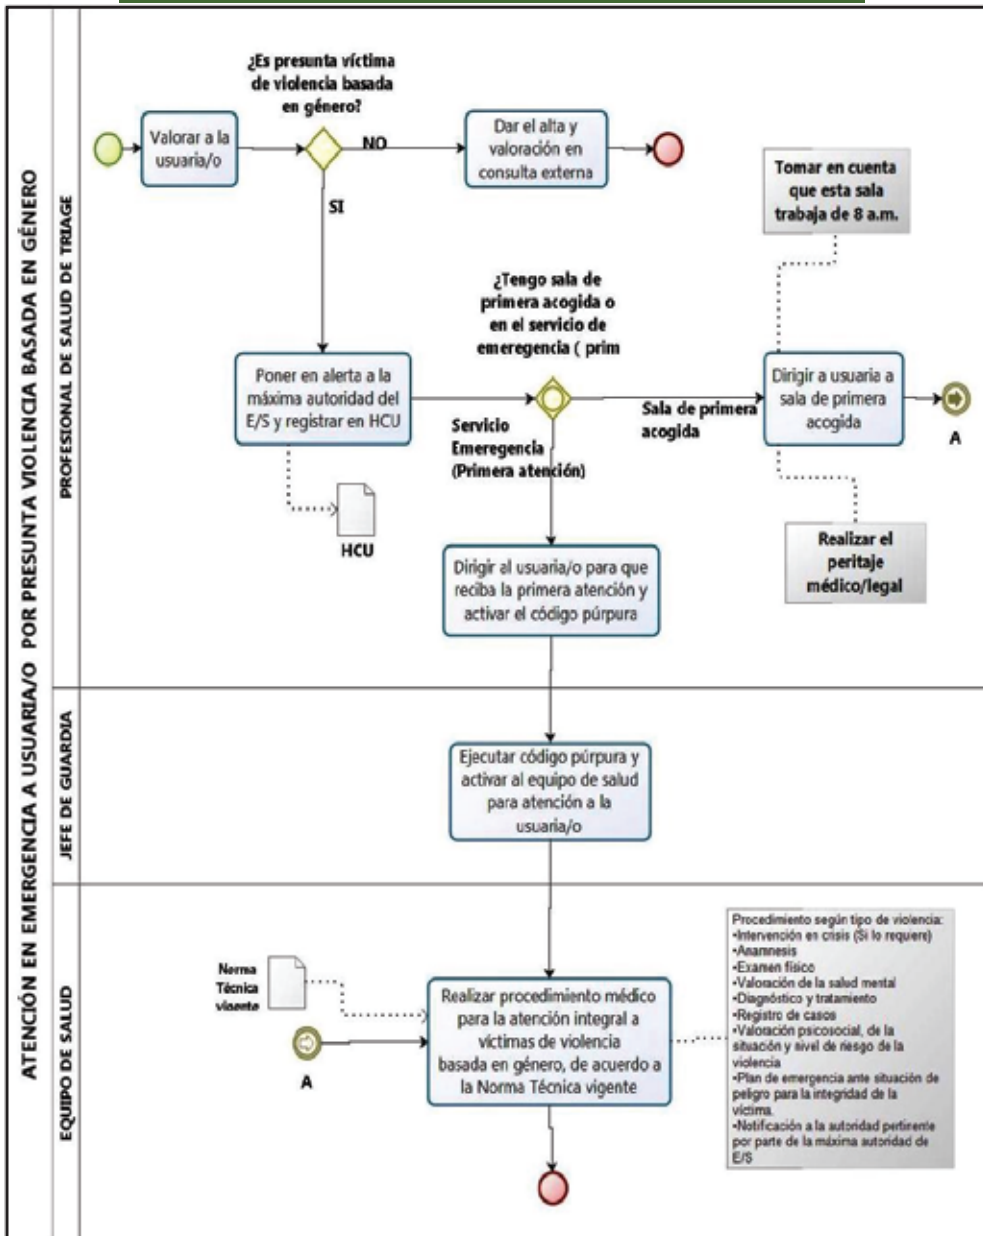 ATENCIÓN EN EMERGENCIA A USUARIA/O POR PRESUNTA VIOLENCIA BASADA EN GÉNERO
PROFESIONAL DE SALUD DE TRIAGE
¿Es presunta víctima
de violencia basada
en género?
Valorar a la
usuaria/o
NO
Dar el alta y
valoración en
consulta externa
SI
Tomar en cuenta
que esta sala
trabaja de 8 a.m.
¿Tengo sala de
primera acogida o
en el servicio de
emeregencia ( prim
Poner en alerta a la
máxima autoridad del
E/S y registrar en HCU
HCU
Servicio
Emeregencia
(Primera atención)
Sala de primera
acogida
Dirigir a usuaria a
sala de primera
acogida
A
Realizar el
peritaje
médico/legal
Dirigir al usuaria/o para que
reciba la primera atención y
activar el código púrpura
JEFE DE GUARDIA
Ejecutar código púrpura y
activar al equipo de salud
para atención a la
usuaria/o
EQUIPO DE SALUD
Norma
Técnica
vigente
A
Realizar procedimiento médico
para la atención integral a
víctimas de violencia
basada en género, de acuerdo a
la Norma Técnica vigente
Procedimiento según tipo de violencia:
•Intervención en crisis (Si lo requiere)
•Anamnesis
•Examen físico
•Valoración de la salud mental
•Diagnóstico y tratamiento
•Registro de casos
•Valoración psicosocial, de la
situación y nivel de riesgo de la
violencia
•Plan de emergencia ante situación de
peligro para la integridad de la
víctima.
•Notificación a la autoridad pertinente
por parte de la máxima autoridad de
E/S